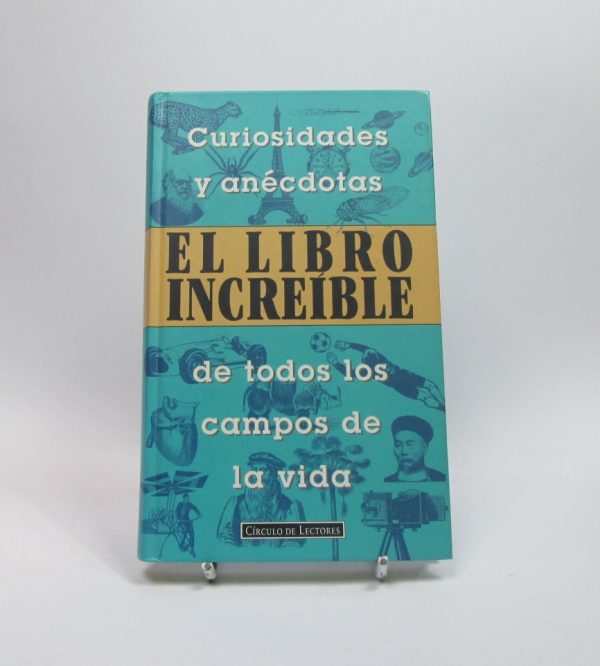 Curiosidades
y anécdotas
EL LIBRO
INCREÍBLE
de todos los
campos de
la vida
CÍRCULO DE LECTORES